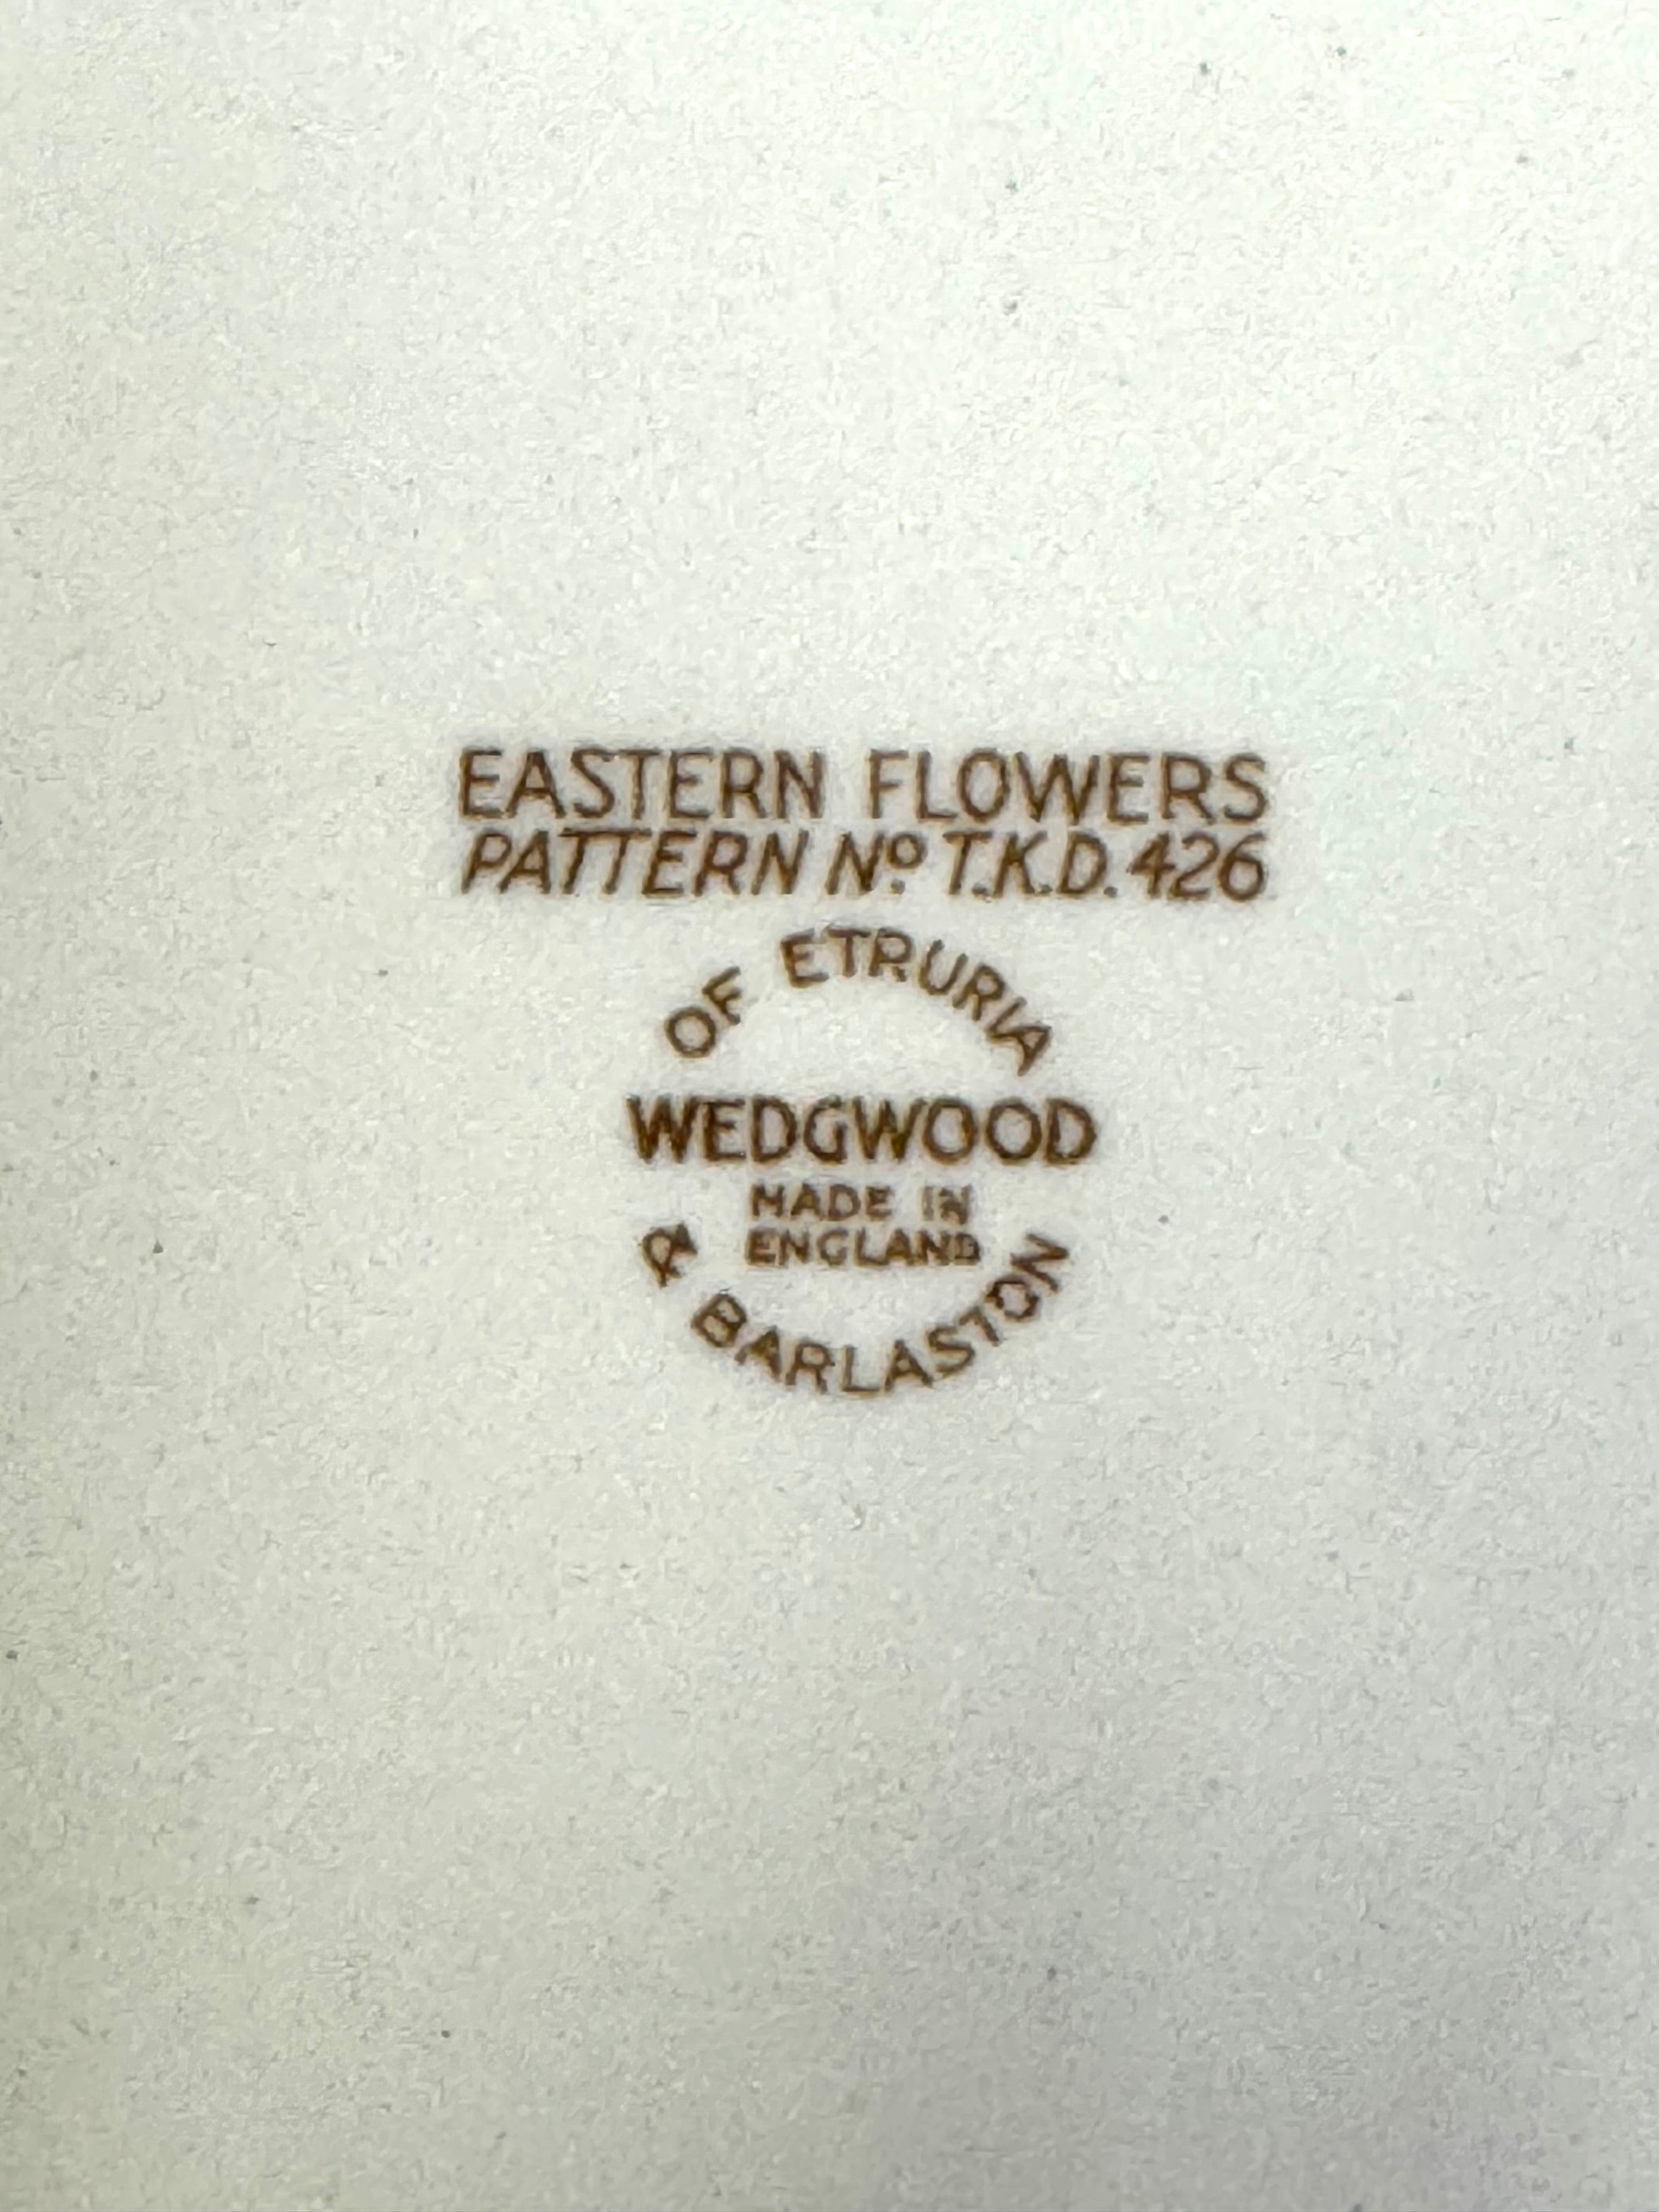 EASTERN FLOWERS
PATTERN Nº T.K.D. 426
OF ETRURIA
WEDGWOOD
MADE IN
ENGLAND
& BARLASTON